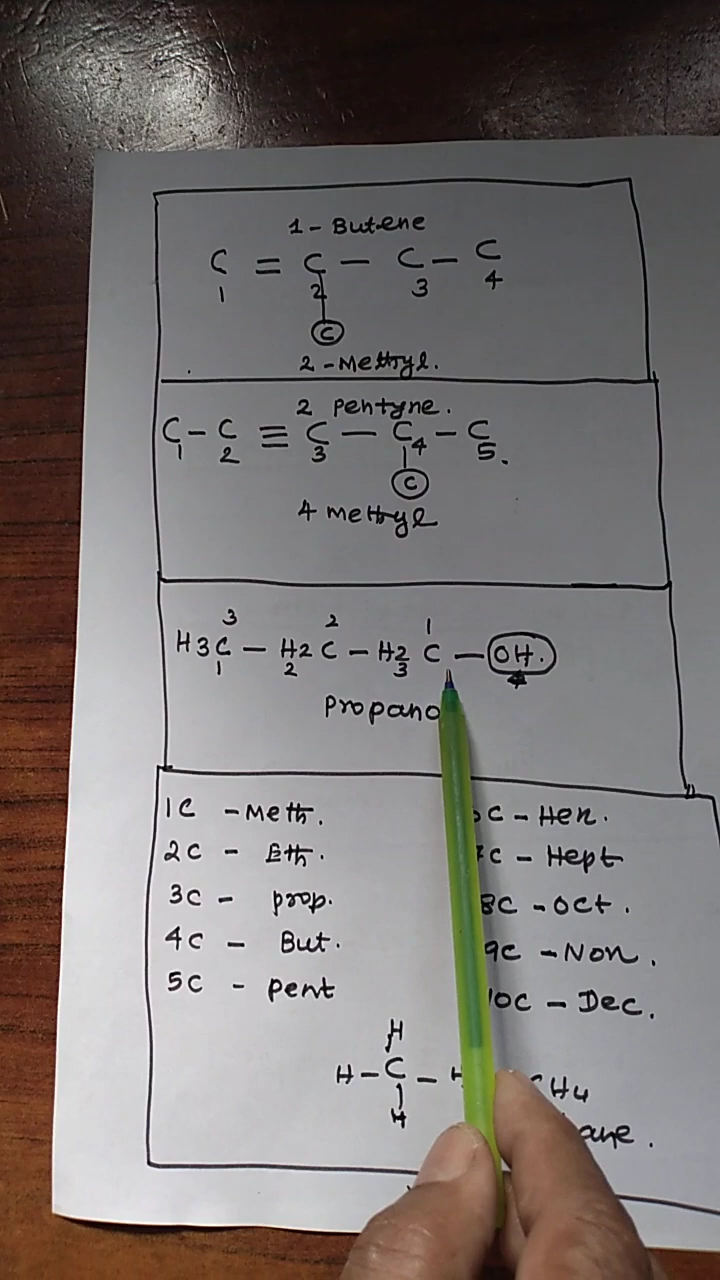 1 - Butene
C = C - C - C
1 2 3 4
C
2 - Methyl.
2 pentyne.
C - C ≡ C - C - C
1 2 3 4 5.
C
4 methyl
3 2 1
H3C - H2C - H2C - OH.
1 2 3 4
propano
1C - Meth.
C - Hex.
2C - Eth.
C - Hept
3C - prop.
8C - Oct.
4C - But.
9C - Non.
5C - pent
10C - Dec.
H
H - C - H
CH4
H
ane.